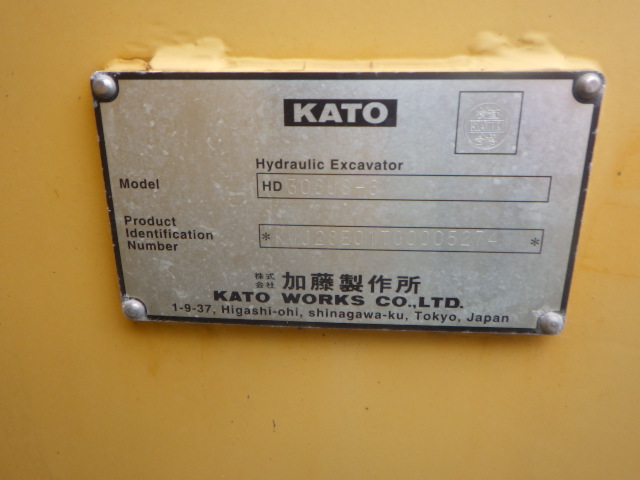 KATO
Hydraulic Excavator
Model HD
Product
Identification
Number
* *
株式
会社 加藤製作所
KATO WORKS CO.,LTD.
1-9-37, Higashi-ohi, shinagawa-ku, Tokyo, Japan